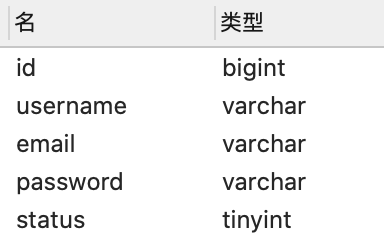 名 类型
id bigint
username varchar
email varchar
password varchar
status tinyint